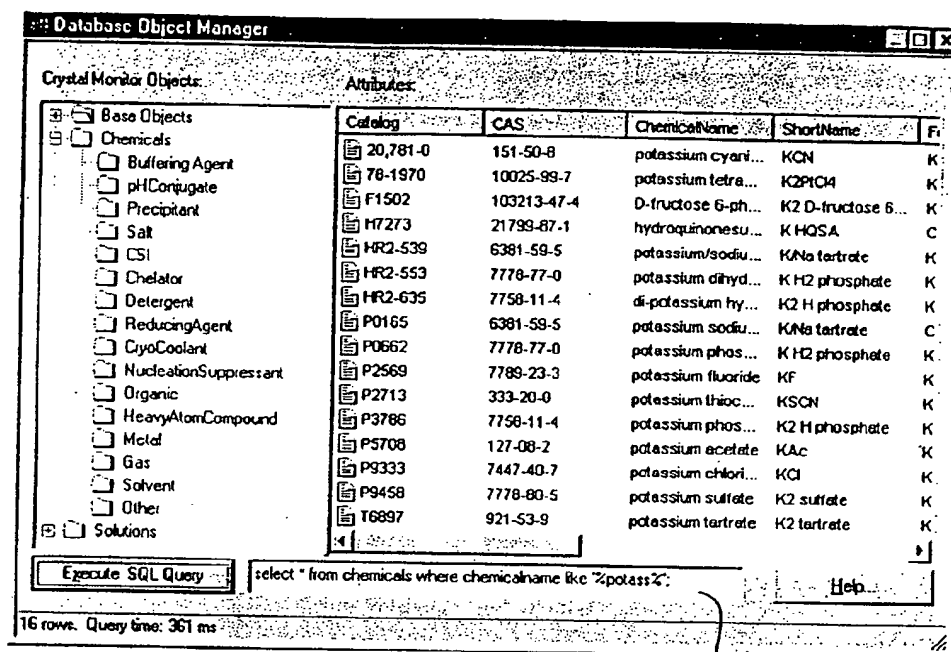 Database Object Manager
Crystal Monitor Objects:
Attributes:
Base Objects
Chemicals
Buffering Agent
pHConjugate
Precipitant
Salt
CSI
Chelator
Detergent
ReducingAgent
CryoCoolant
NucleationSuppressant
Organic
HeavyAtomCompound
Metal
Gas
Solvent
Other
Solutions
Catalog CAS ChemicalName ShortName
20,781-0 151-50-8 potassium cyani... KCN K
78-1970 10025-99-7 potassium tetra... K2PtCl4 K
F1502 103213-47-4 D-fructose 6-ph... K2 D-fructose 6... K
H7273 21799-87-1 hydroquinonesu... K HQSA C
HR2-539 6381-59-5 potassium/sodiu... K/Na tartrate K
HR2-553 7778-77-0 potassium dihyd... K H2 phosphate K
HR2-635 7758-11-4 di-potassium hy... K2 H phosphate K
P0165 6381-59-5 potassium sodiu... K/Na tartrate C
P0662 7778-77-0 potassium phos... K H2 phosphate K
P2569 7789-23-3 potassium fluoride KF K
P2713 333-20-0 potassium thioc... KSCN K
P3786 7758-11-4 potassium phos... K2 H phosphate K
P5708 127-08-2 potassium acetate KAc K
P9333 7447-40-7 potassium chlori... KCl K
P9458 7778-80-5 potassium sulfate K2 sulfate K
T6897 921-53-9 potassium tartrate K2 tartrate K
Execute SQL Query
select * from chemicals where chemicalname like "%potass%";
Help...
16 rows. Query time: 361 ms